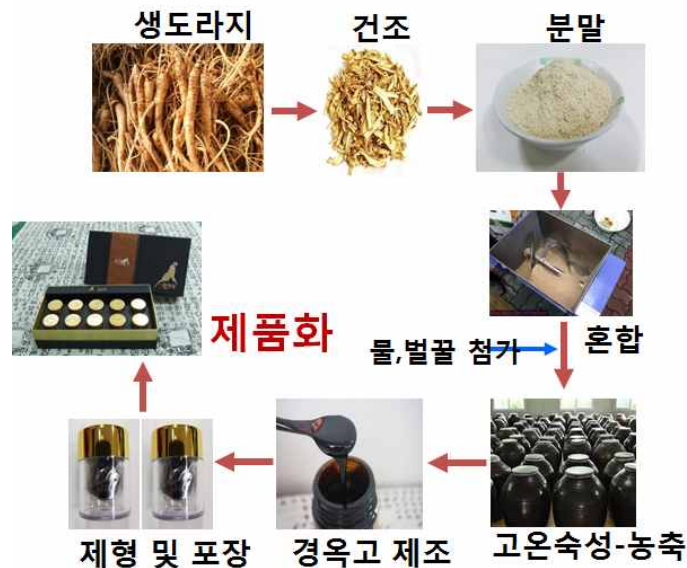 생도라지
건조
분말
제품화
물,벌꿀 첨가
혼합
제형 및 포장
경옥고 제조
고온숙성-농축